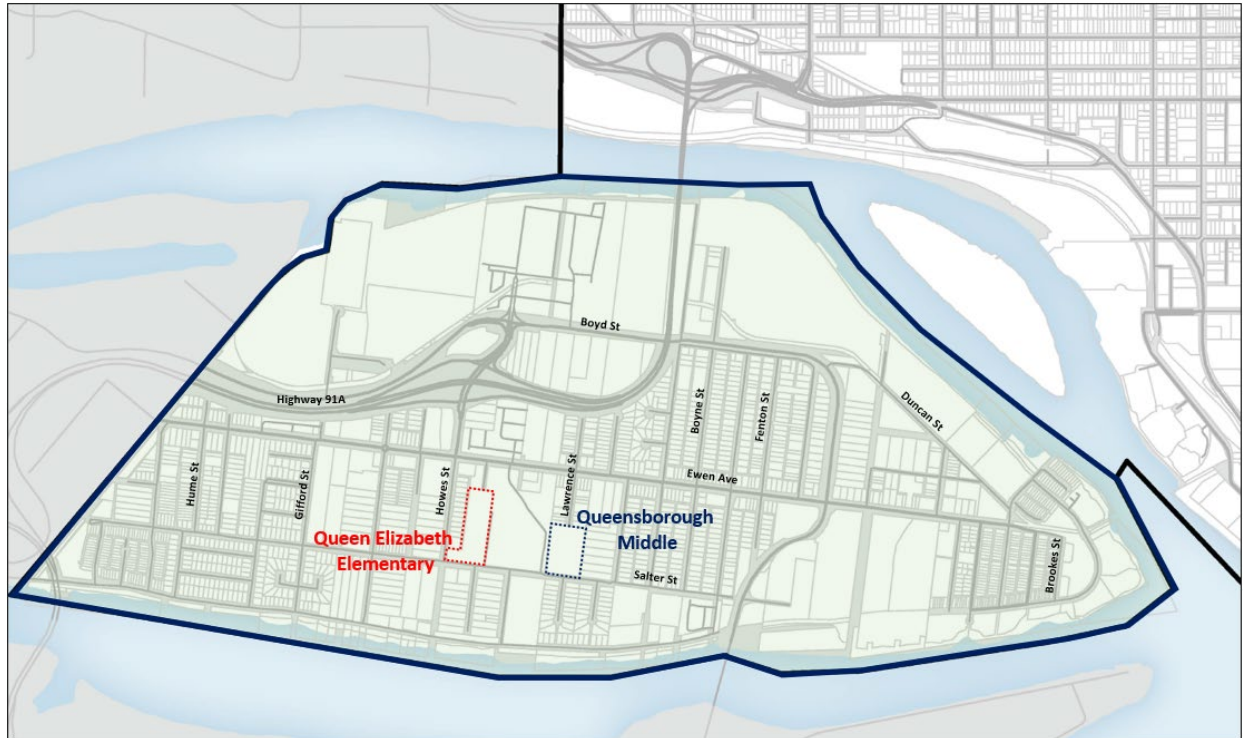 Boyd St
Highway 91A
Duncan St
Boyne St
Fenton St
Ewen Ave
Hume St
Gifford St
Howes St
Lawrence St
Queen Elizabeth
Elementary
Queensborough
Middle
Salter St
Brookes St